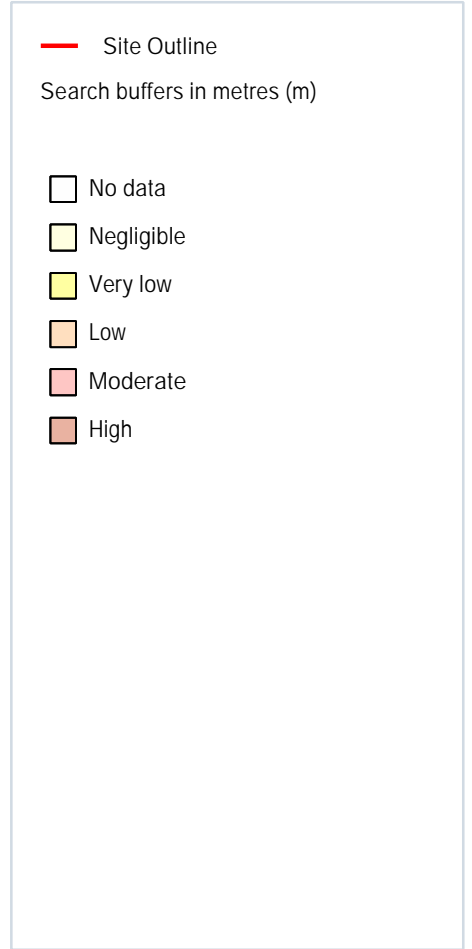 Site Outline
Search buffers in metres (m)
No data
Negligible
Very low
Low
Moderate
High